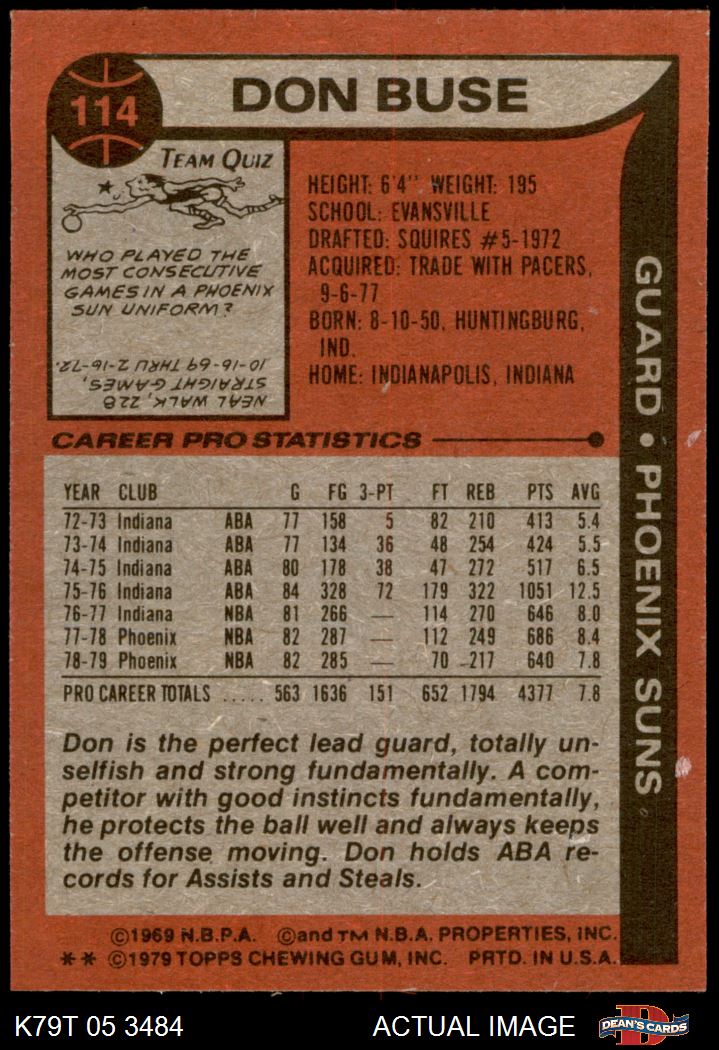 114
DON BUSE
TEAM QUIZ
WHO PLAYED THE
MOST CONSECUTIVE
GAMES IN A PHOENIX
SUN UNIFORM?
NEAL WALK, 228
STRAIGHT GAMES,
10-16-69 THRU 2-16-72.
HEIGHT: 6'4" WEIGHT: 195
SCHOOL: EVANSVILLE
DRAFTED: SQUIRES #5-1972
ACQUIRED: TRADE WITH PACERS,
9-6-77
BORN: 8-10-50, HUNTINGBURG,
IND.
HOME: INDIANAPOLIS, INDIANA
GUARD • PHOENIX SUNS
CAREER PRO STATISTICS
YEAR CLUB G FG 3-PT FT REB PTS AVG
72-73 Indiana ABA 77 158 5 82 210 413 5.4
73-74 Indiana ABA 77 134 36 48 254 424 5.5
74-75 Indiana ABA 80 178 38 47 272 517 6.5
75-76 Indiana ABA 84 328 72 179 322 1051 12.5
76-77 Indiana NBA 81 266 — 114 270 646 8.0
77-78 Phoenix NBA 82 287 — 112 249 686 8.4
78-79 Phoenix NBA 82 285 — 70 217 640 7.8
PRO CAREER TOTALS ..... 563 1636 151 652 1794 4377 7.8
Don is the perfect lead guard, totally un-
selfish and strong fundamentally. A com-
petitor with good instincts fundamentally,
he protects the ball well and always keeps
the offense moving. Don holds ABA re-
cords for Assists and Steals.
©1969 N.B.P.A. ©and TM N.B.A. PROPERTIES, INC.
** ©1979 TOPPS CHEWING GUM, INC. PRTD. IN U.S.A.
K79T 05 3484 ACTUAL IMAGE
D
DEAN'S CARDS